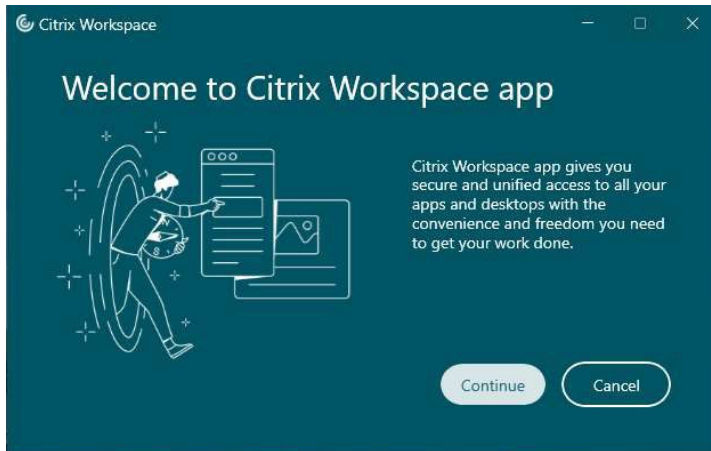 Citrix Workspace
Welcome to Citrix Workspace app
Citrix Workspace app gives you
secure and unified access to all your
apps and desktops with the
convenience and freedom you need
to get your work done.
Continue
Cancel